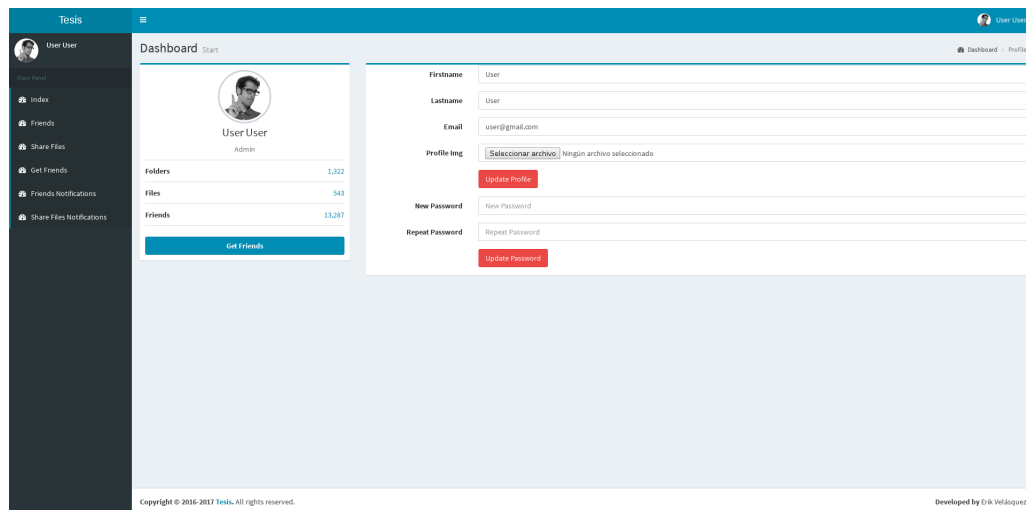 Tesis
User User
User User
Dashboard Start
Dashboard > Profile
Main Panel
Index
Friends
Share Files
Get Friends
Friends Notifications
Share Files Notifications
User User
Admin
Folders 1,322
Files 543
Friends 13,287
Get Friends
Firstname User
Lastname User
Email user@gmail.com
Profile Img Seleccionar archivo Ningún archivo seleccionado
Update Profile
New Password New Password
Repeat Password Repeat Password
Update Password
Copyright © 2016-2017 Tesis. All rights reserved.
Developed by Erik Velásquez